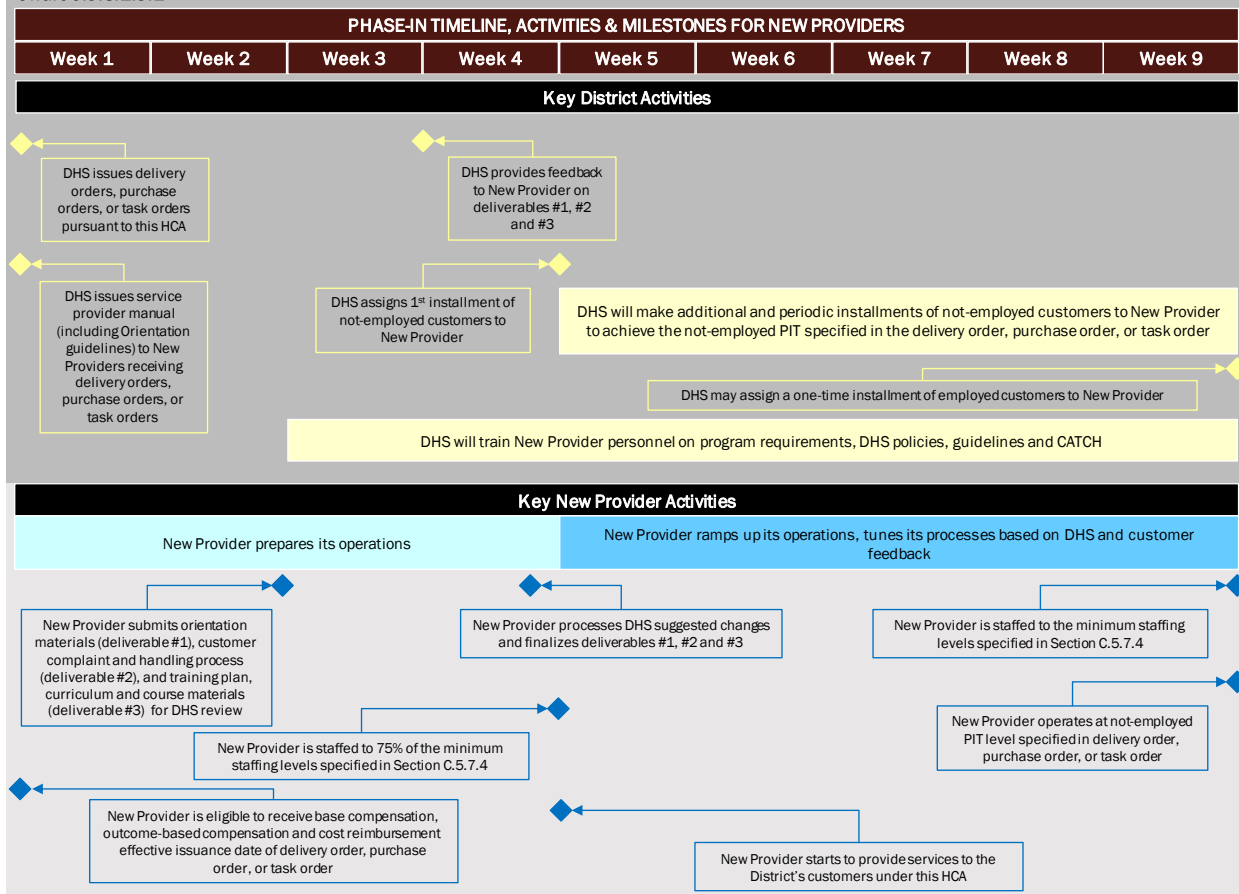 PHASE-IN TIMELINE, ACTIVITIES & MILESTONES FOR NEW PROVIDERS
Week 1 Week 2 Week 3 Week 4 Week 5 Week 6 Week 7 Week 8 Week 9
Key District Activities
DHS issues delivery
orders, purchase
orders, or task orders
pursuant to this HCA
DHS provides feedback
to New Provider on
deliverables #1, #2
and #3
DHS issues service
provider manual
(including Orientation
guidelines) to New
Providers receiving
delivery orders,
purchase orders, or
task orders
DHS assigns 1st installment of
not-employed customers to
New Provider
DHS will make additional and periodic installments of not-employed customers to New Provider
to achieve the not-employed PIT specified in the delivery order, purchase order, or task order
DHS may assign a one-time installment of employed customers to New Provider
DHS will train New Provider personnel on program requirements, DHS policies, guidelines and CATCH
Key New Provider Activities
New Provider prepares its operations
New Provider ramps up its operations, tunes its processes based on DHS and customer
feedback
New Provider submits orientation
materials (deliverable #1), customer
complaint and handling process
(deliverable #2), and training plan,
curriculum and course materials
(deliverable #3) for DHS review
New Provider processes DHS suggested changes
and finalizes deliverables #1, #2 and #3
New Provider is staffed to the minimum staffing
levels specified in Section C.5.7.4
New Provider is staffed to 75% of the minimum
staffing levels specified in Section C.5.7.4
New Provider operates at not-employed
PIT level specified in delivery order,
purchase order, or task order
New Provider is eligible to receive base compensation,
outcome-based compensation and cost reimbursement
effective issuance date of delivery order, purchase
order, or task order
New Provider starts to provide services to the
District's customers under this HCA